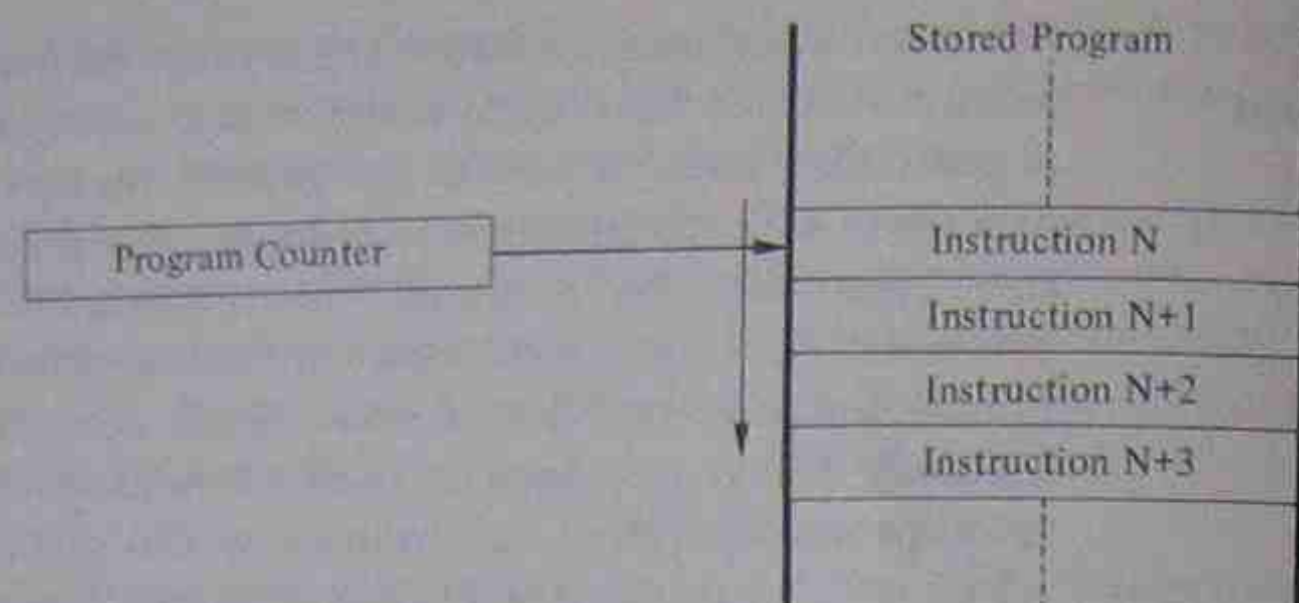 Stored Program
Program Counter
Instruction N
Instruction N+1
Instruction N+2
Instruction N+3